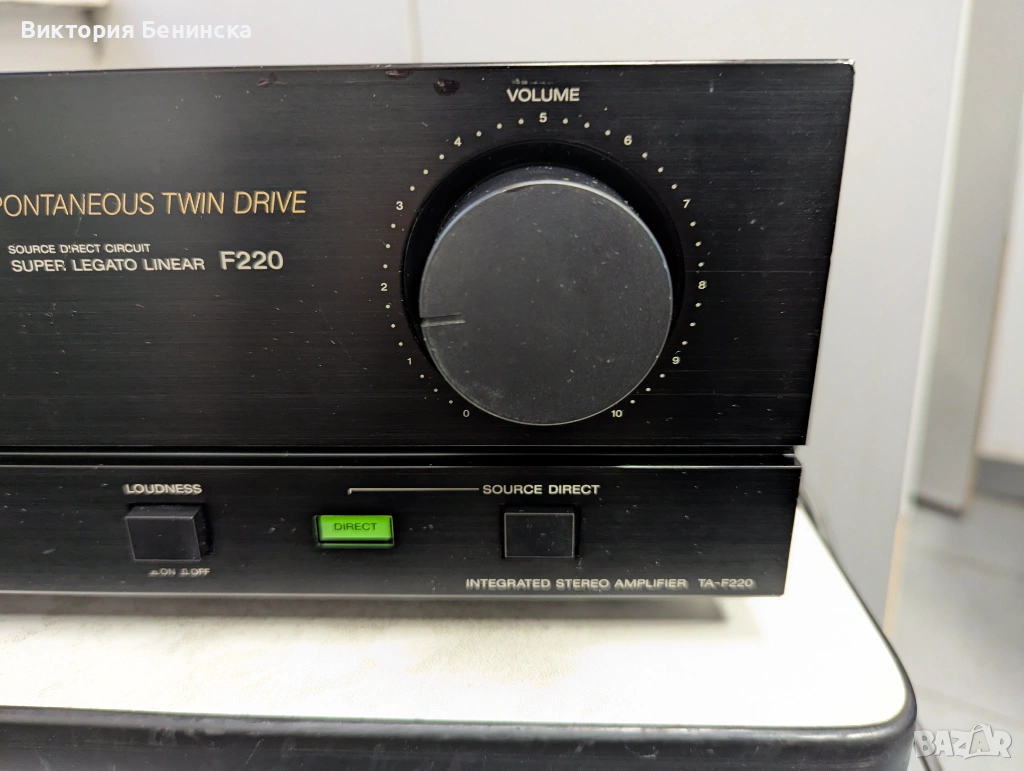 Виктория Бенинска
VOLUME
0 1 2 3 4 5 6 7 8 9 10
PONTANEOUS TWIN DRIVE
SOURCE DIRECT CIRCUIT
SUPER LEGATO LINEAR F220
LOUDNESS
ON OFF
DIRECT
SOURCE DIRECT
INTEGRATED STEREO AMPLIFIER TA-F220
BAZAR